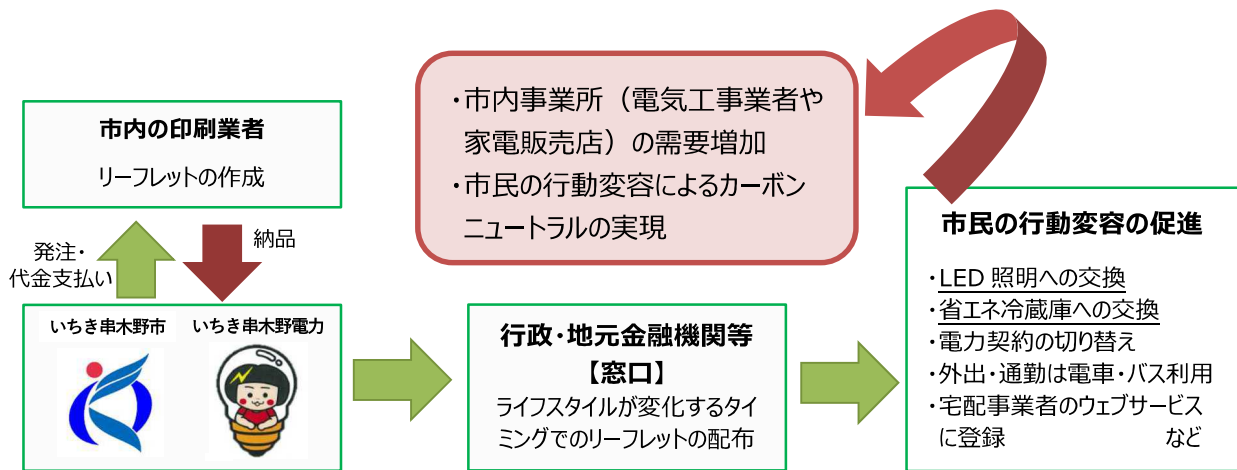 市内の印刷業者
リーフレットの作成
発注・
代金支払い
納品
いちき串木野市
いちき串木野電力
行政・地元金融機関等
【窓口】
ライフスタイルが変化するタイ
ミングでのリーフレットの配布
市民の行動変容の促進
・LED 照明への交換
・省エネ冷蔵庫への交換
・電力契約の切り替え
・外出・通勤は電車・バス利用
・宅配事業者のウェブサービス
に登録 など
・市内事業所（電気工事業者や
家電販売店）の需要増加
・市民の行動変容によるカーボン
ニュートラルの実現